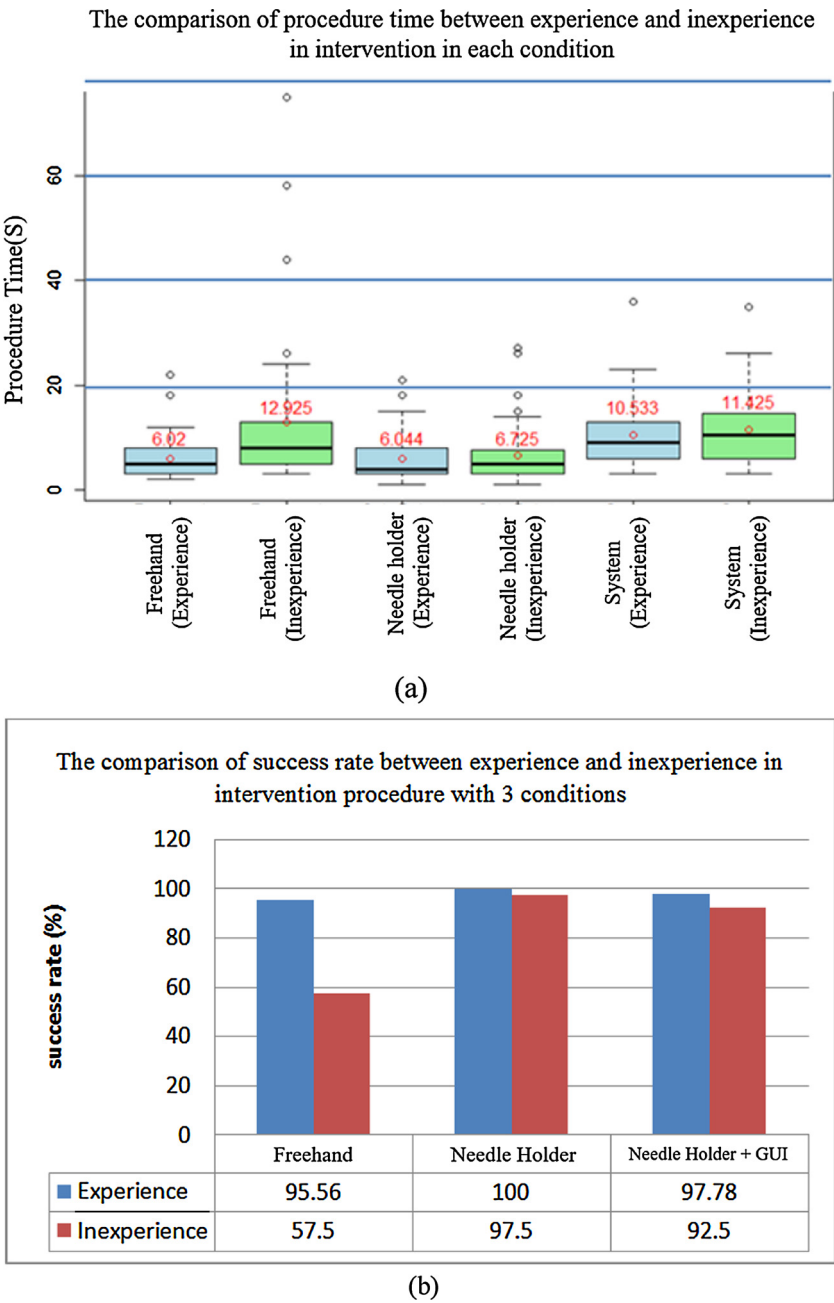 The comparison of procedure time between experience and inexperience
in intervention in each condition
Procedure Time(S)
60
40
20
0
6.02
12.925
6.044
6.725
10.533
11.425
Freehand
(Experience)
Freehand
(Inexperience)
Needle holder
(Experience)
Needle holder
(Inexperience)
System
(Experience)
System
(Inexperience)
(a)
The comparison of success rate between experience and inexperience in
intervention procedure with 3 conditions
success rate (%)
120
100
80
60
40
20
0
Freehand Needle Holder Needle Holder + GUI
Experience 95.56 100 97.78
Inexperience 57.5 97.5 92.5
(b)